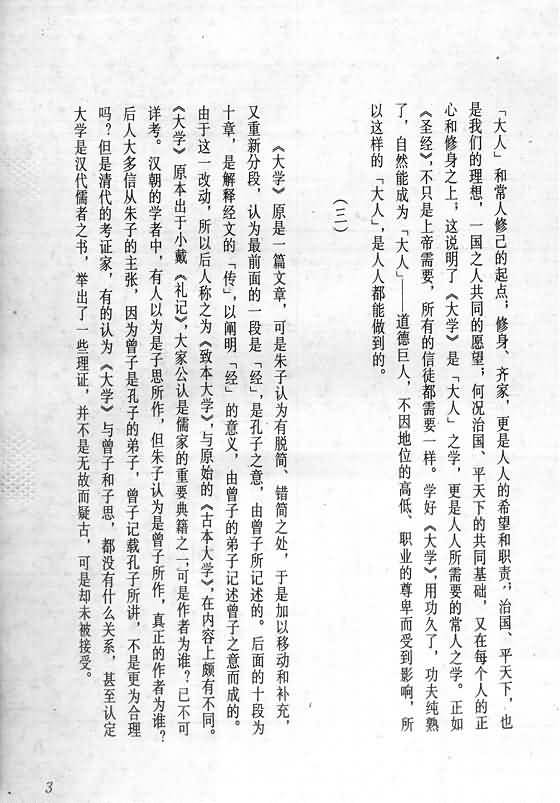 「大人」和常人修己的起点；修身、齐家，更是人人的希望和职责；治国、平天下，也
是我们的理想，一国之人共同的愿望；何况治国、平天下的共同基础，又在每个人的正
心和修身之上；这说明了《大学》是「大人」之学，更是人人所需要的常人之学。正如
《圣经》，不只是上帝需要，所有的信徒都需要一样。学好《大学》，用功久了，功夫纯熟
了，自然能成为「大人」——道德巨人，不因地位的高低、职业的尊卑而受到影响，所
以这样的「大人」，是人人都能做到的。
（三）
《大学》原是一篇文章，可是朱子认为有脱简、错简之处，于是加以移动和补充，
又重新分段，认为最前面的一段是「经」，是孔子之意，由曾子所记述的。后面的十段为
十章，是解释经文的「传」，以阐明「经」的意义，由曾子的弟子记述曾子之意而成的。
由于这一改动，所以后人称之为《致本大学》，与原始的《古本大学》，在内容上颇有不同。
《大学》原本出于小戴《礼记》，大家公认是儒家的重要典籍之一，可是作者为谁？已不可
详考。汉朝的学者中，有人以为是子思所作，但朱子认为是曾子所作，真正的作者为谁？
后人大多信从朱子的主张，因为曾子是孔子的弟子，曾子记载孔子所讲，不是更为合理
吗？但是清代的考证家，有的认为《大学》与曾子和子思，都没有什么关系，甚至认定
大学是汉代儒者之书，举出了一些理证，并不是无故而疑古，可是却未被接受。
3